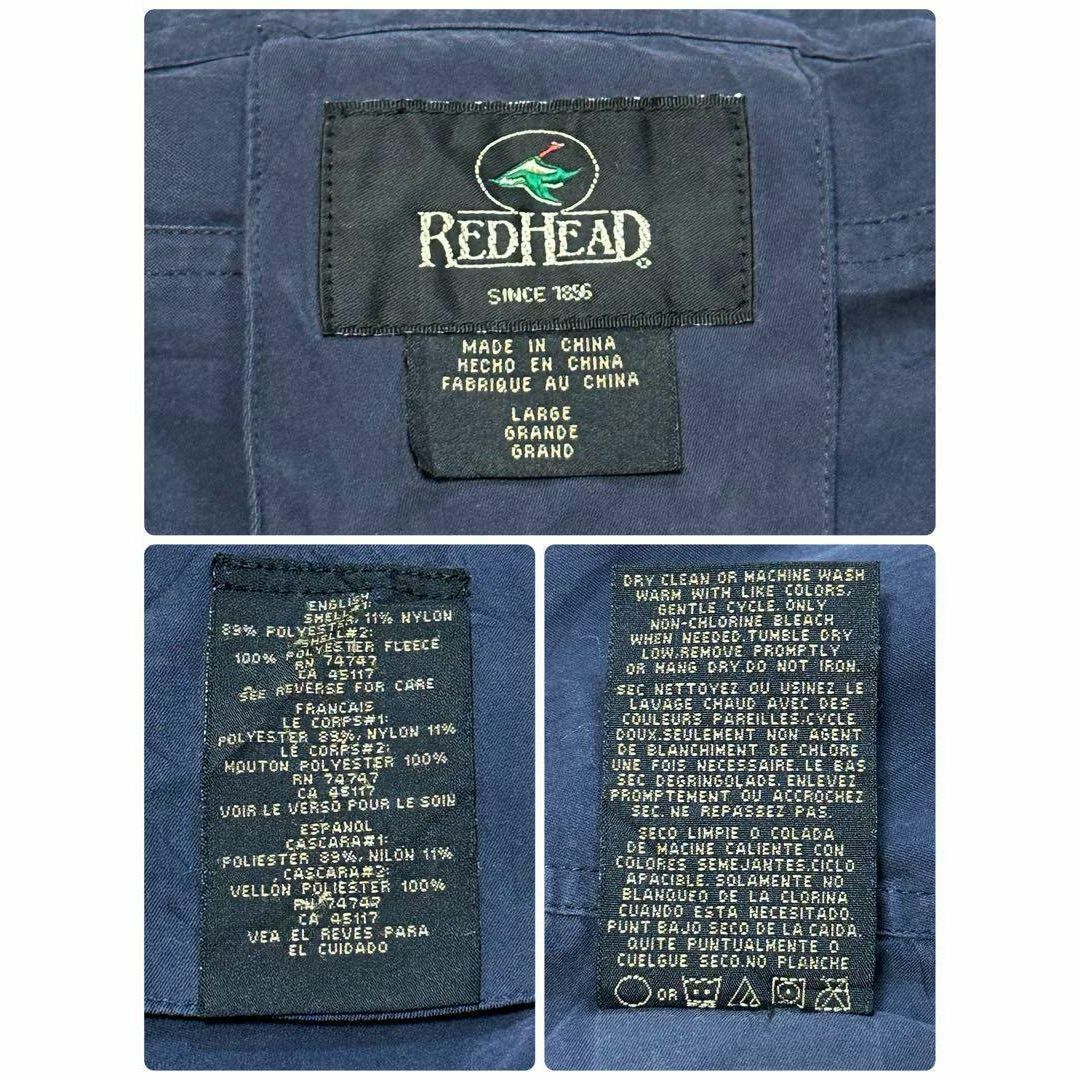 REDHEAD
SINCE 1856
MADE IN CHINA
HECHO EN CHINA
FABRIQUE AU CHINA
LARGE
GRANDE
GRAND
ENGLISH
SHELL#1:
89% POLYESTER, 11% NYLON
SHELL#2:
100% POLYESTER FLEECE
RN 74747
CA 45117
SEE REVERSE FOR CARE
FRANCAIS
LE CORPS#1:
POLYESTER 89%, NYLON 11%
LE CORPS#2:
MOUTON POLYESTER 100%
RN 74747
CA 45117
VOIR LE VERSO POUR LE SOIN
ESPANOL
CASCARA#1:
POLIESTER 89%, NILON 11%
CASCARA#2:
VELLÓN POLIESTER 100%
RN 74747
CA 45117
VEA EL REVES PARA
EL CUIDADO
DRY CLEAN OR MACHINE WASH
WARM WITH LIKE COLORS,
GENTLE CYCLE. ONLY
NON-CHLORINE BLEACH
WHEN NEEDED.TUMBLE DRY
LOW.REMOVE PROMPTLY
OR HANG DRY.DO NOT IRON.
SEC NETTOYEZ OU USINEZ LE
LAVAGE CHAUD AVEC DES
COULEURS PAREILLES.CYCLE
DOUX.SEULEMENT NON AGENT
DE BLANCHIMENT DE CHLORE
UNE FOIS NECESSAIRE. LE BAS
SEC DEGRINGOLADE. ENLEVEZ
PROMPTEMENT OU ACCROCHEZ
SEC. NE REPASSEZ PAS.
SECO LIMPIE O COLADA
DE MACINE CALIENTE CON
COLORES SEMEJANTES.CICLO
APACIBLE. SOLAMENTE NO
BLANQUEO DE LA CLORINA
CUANDO ESTA NECESITADO.
PUNT BAJO SECO DE LA CAIDA.
QUITE PUNTUALMENTE O
CUELGUE SECO.NO PLANCHE
OR